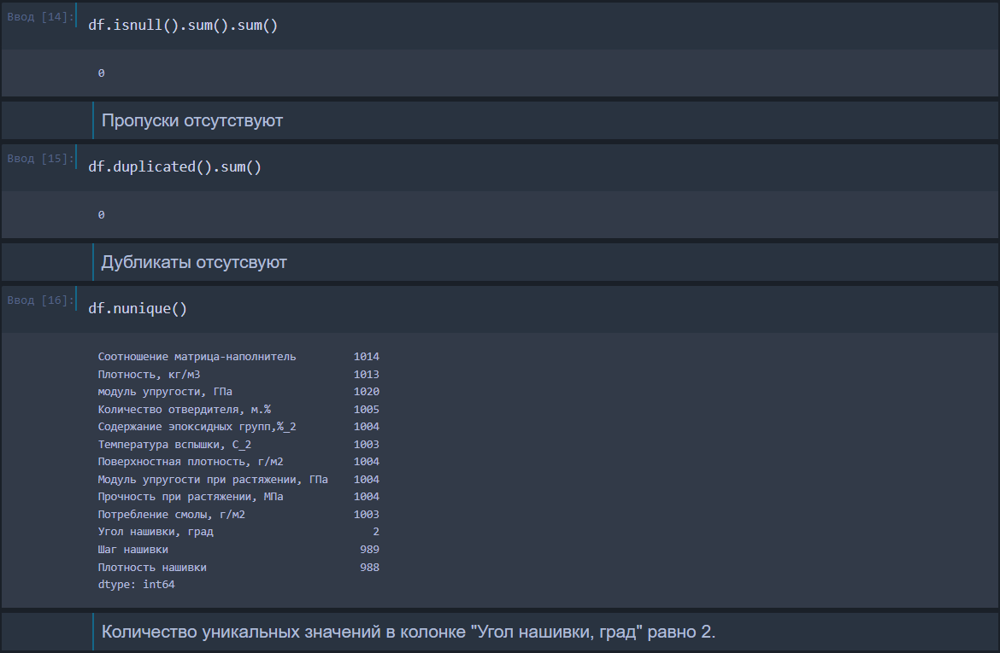 Ввод [14]:
df.isnull().sum().sum()
0
Пропуски отсутствуют
Ввод [15]:
df.duplicated().sum()
0
Дубликаты отсутсвуют
Ввод [16]:
df.nunique()
Соотношение матрица-наполнитель 1014
Плотность, кг/м3 1013
модуль упругости, ГПа 1020
Количество отвердителя, м.% 1005
Содержание эпоксидных групп,%_2 1004
Температура вспышки, С_2 1003
Поверхностная плотность, г/м2 1004
Модуль упругости при растяжении, ГПа 1004
Прочность при растяжении, МПа 1004
Потребление смолы, г/м2 1003
Угол нашивки, град 2
Шаг нашивки 989
Плотность нашивки 988
dtype: int64
Количество уникальных значений в колонке "Угол нашивки, град" равно 2.